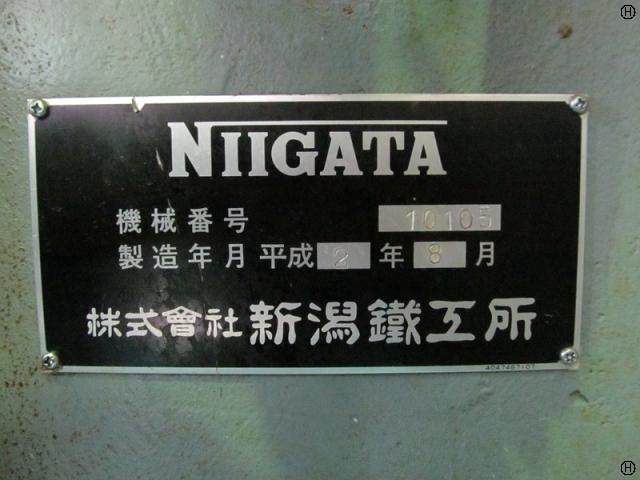 NIIGATA
機械番号 10105
製造年月 平成 2 年 8 月
株式會社 新潟鐵工所
4047467107